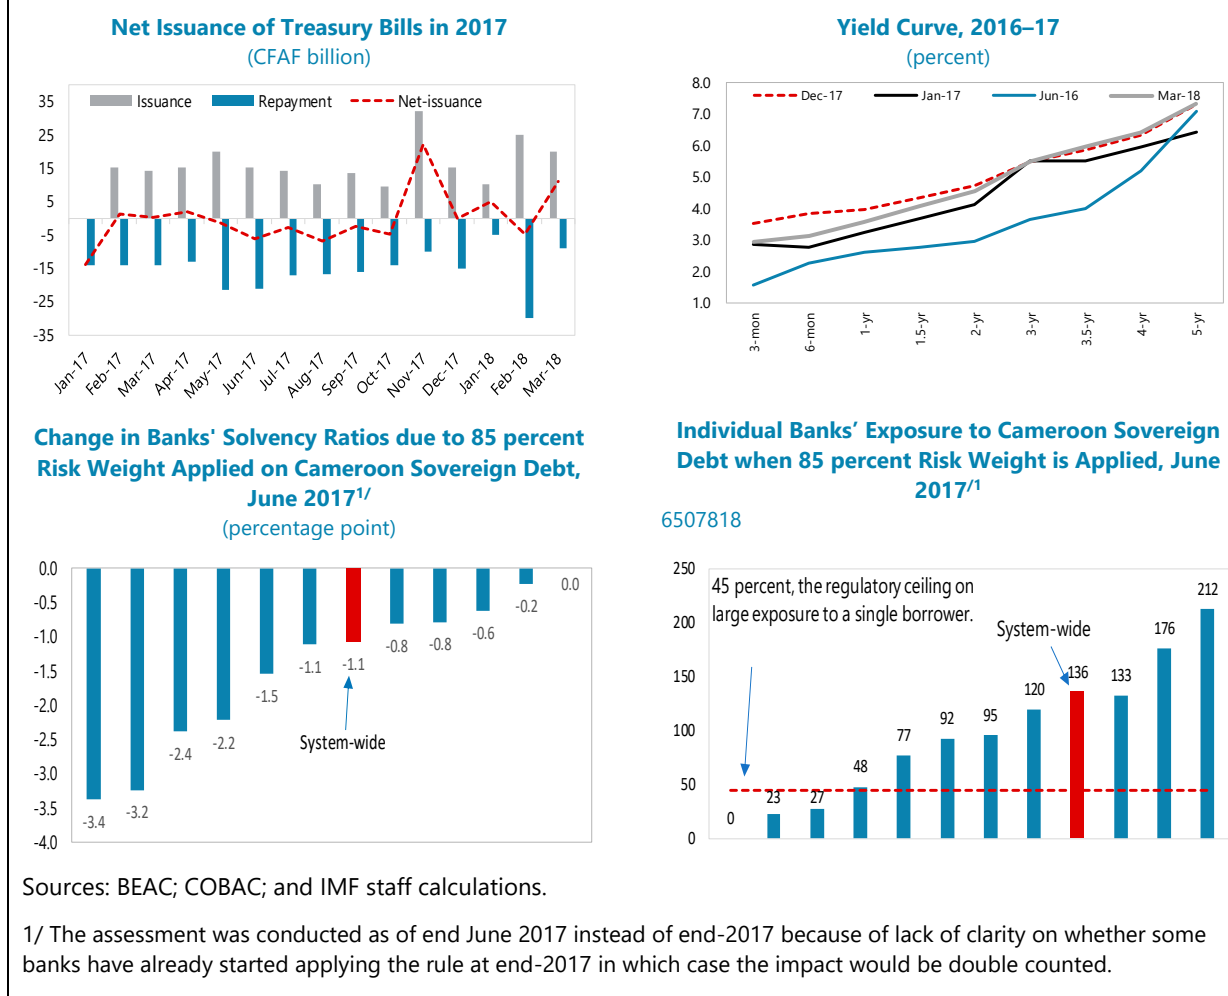 Net Issuance of Treasury Bills in 2017
(CFAF billion)
Issuance Repayment Net-issuance
35
25
15
5
-5
-15
-25
-35
Jan-17 Feb-17 Mar-17 Apr-17 May-17 Jun-17 Jul-17 Aug-17 Sep-17 Oct-17 Nov-17 Dec-17 Jan-18 Feb-18 Mar-18
Yield Curve, 2016–17
(percent)
Dec-17 Jan-17 Jun-16 Mar-18
8.0
7.0
6.0
5.0
4.0
3.0
2.0
1.0
3-mon 6-mon 1-yr 1.5-yr 2-yr 3-yr 3.5-yr 4-yr 5-yr
Change in Banks' Solvency Ratios due to 85 percent
Risk Weight Applied on Cameroon Sovereign Debt,
June 2017¹/
(percentage point)
0.0
-0.5
-1.0
-1.5
-2.0
-2.5
-3.0
-3.5
-4.0
-3.4 -3.2 -2.4 -2.2 -1.5 -1.1 -1.1 -0.8 -0.8 -0.6 -0.2 0.0
System-wide
Individual Banks’ Exposure to Cameroon Sovereign
Debt when 85 percent Risk Weight is Applied, June
2017/¹
6507818
250
200
150
100
50
0
45 percent, the regulatory ceiling on
large exposure to a single borrower.
System-wide
0 23 27 48 77 92 95 120 136 133 176 212
Sources: BEAC; COBAC; and IMF staff calculations.
1/ The assessment was conducted as of end June 2017 instead of end-2017 because of lack of clarity on whether some
banks have already started applying the rule at end-2017 in which case the impact would be double counted.